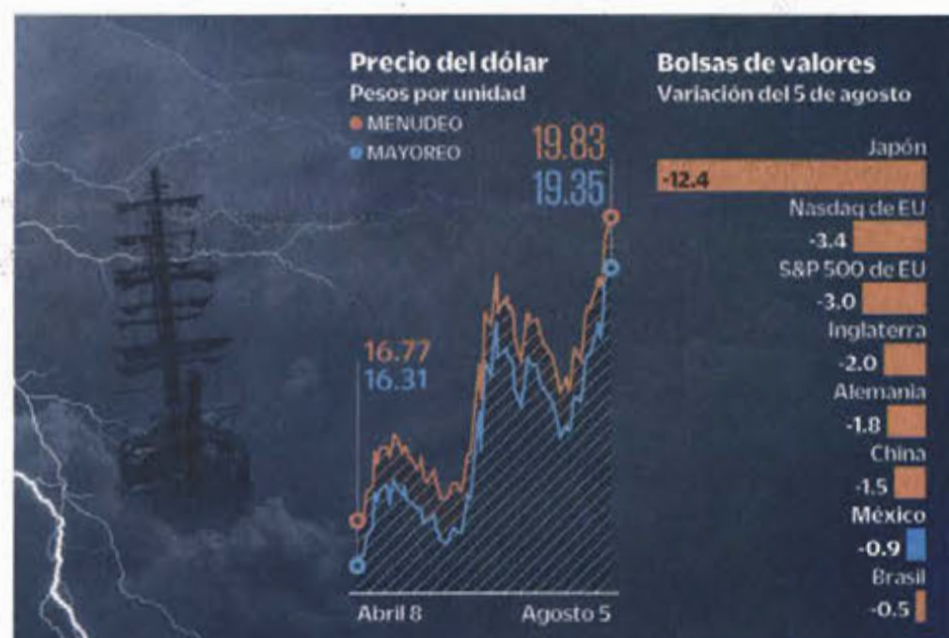 Precio del dólar
Pesos por unidad
MENUDEO
MAYOREO
19.83
19.35
16.77
16.31
Abril 8
Agosto 5
Bolsas de valores
Variación del 5 de agosto
Japón
-12.4
Nasdaq de EU
-3.4
S&P 500 de EU
-3.0
Inglaterra
-2.0
Alemania
-1.8
China
-1.5
México
-0.9
Brasil
-0.5